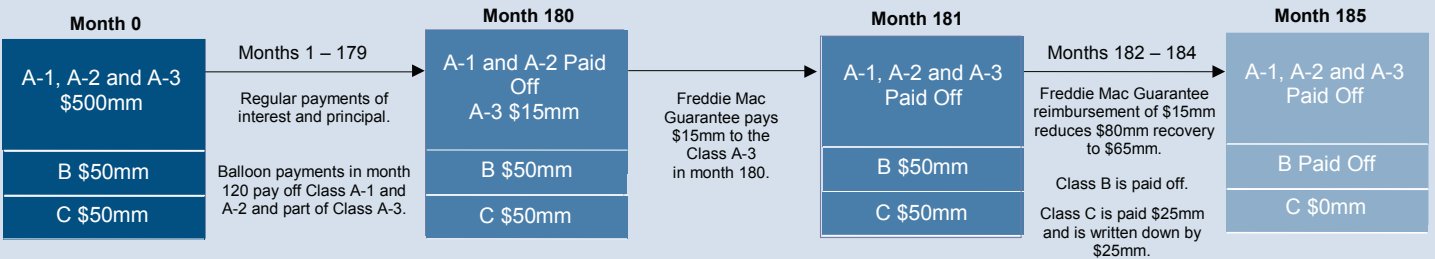 Month 0
A-1, A-2 and A-3
$500mm
B $50mm
C $50mm
Months 1 – 179
Regular payments of
interest and principal.
Balloon payments in month
120 pay off Class A-1 and
A-2 and part of Class A-3.
Month 180
A-1 and A-2 Paid
Off
A-3 $15mm
B $50mm
C $50mm
Freddie Mac
Guarantee pays
$15mm to the
Class A-3
in month 180.
Month 181
A-1, A-2 and A-3
Paid Off
B $50mm
C $50mm
Months 182 – 184
Freddie Mac Guarantee
reimbursement of $15mm
reduces $80mm recovery
to $65mm.
Class B is paid off.
Class C is paid $25mm
and is written down by
$25mm.
Month 185
A-1, A-2 and A-3
Paid Off
B Paid Off
C $0mm